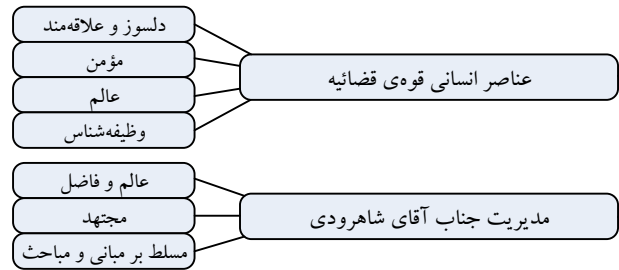 عناصر انسانی قوه‌ی قضائیه
دلسوز و علاقه‌مند
مؤمن
عالم
وظیفه‌شناس
مدیریت جناب آقای شاهرودی
عالم و فاضل
مجتهد
مسلط بر مبانی و مباحث